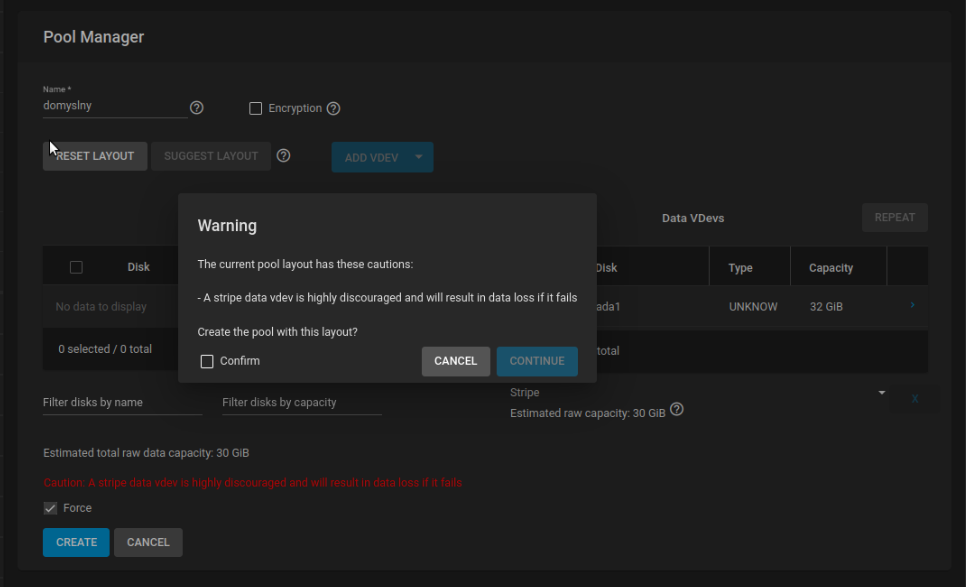 Pool Manager
Name *
domyslny
Encryption
RESET LAYOUT
SUGGEST LAYOUT
ADD VDEV
Data VDevs
REPEAT
Disk
Disk
Type
Capacity
No data to display
ada1
UNKNOW
32 GiB
0 selected / 0 total
total
Warning
The current pool layout has these cautions:
- A stripe data vdev is highly discouraged and will result in data loss if it fails
Create the pool with this layout?
Confirm
CANCEL
CONTINUE
Filter disks by name
Filter disks by capacity
Stripe
X
Estimated raw capacity: 30 GiB
Estimated total raw data capacity: 30 GiB
Caution: A stripe data vdev is highly discouraged and will result in data loss if it fails
Force
CREATE
CANCEL